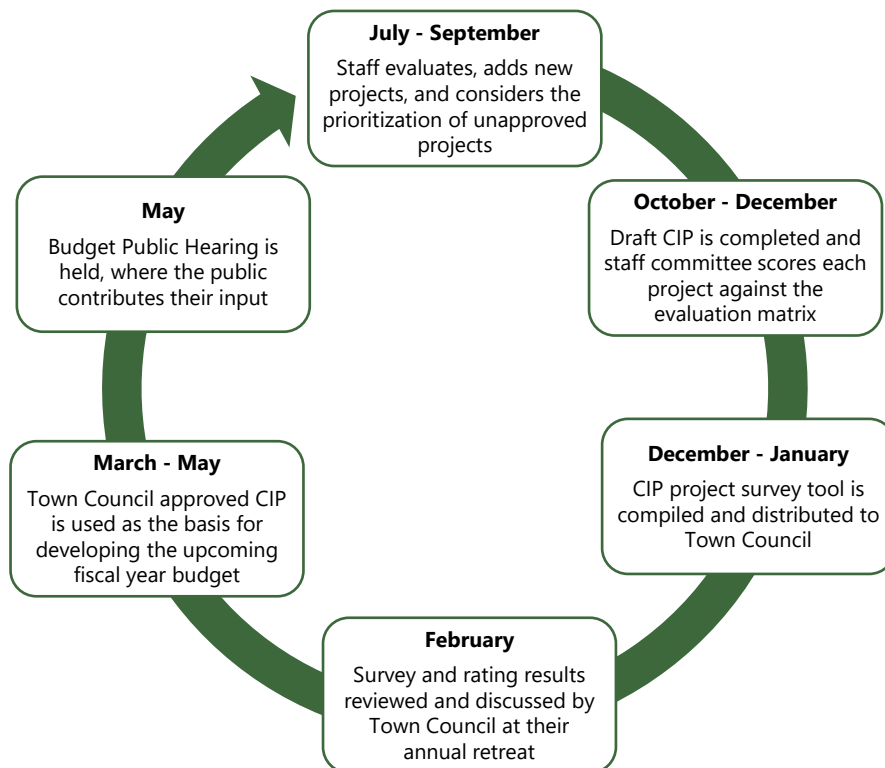 July - September
Staff evaluates, adds new
projects, and considers the
prioritization of unapproved
projects
October - December
Draft CIP is completed and
staff committee scores each
project against the
evaluation matrix
December - January
CIP project survey tool is
compiled and distributed to
Town Council
February
Survey and rating results
reviewed and discussed by
Town Council at their
annual retreat
March - May
Town Council approved CIP
is used as the basis for
developing the upcoming
fiscal year budget
May
Budget Public Hearing is
held, where the public
contributes their input